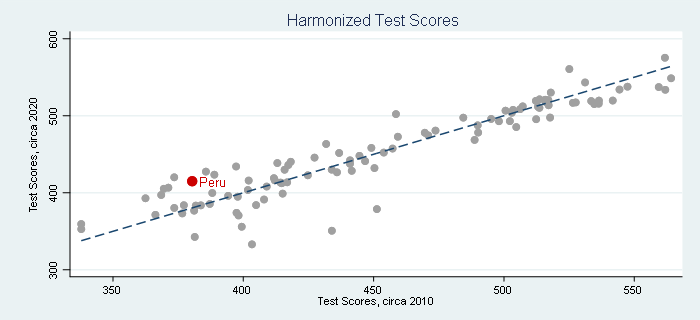 Harmonized Test Scores
Test Scores, circa 2020
600
500
400
300
Peru
350
400
450
500
550
Test Scores, circa 2010